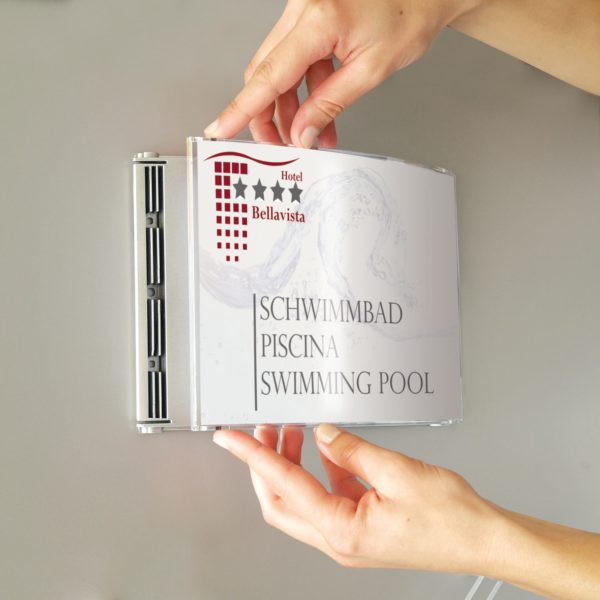 Hotel
Bellavista
SCHWIMMBAD
PISCINA
SWIMMING POOL